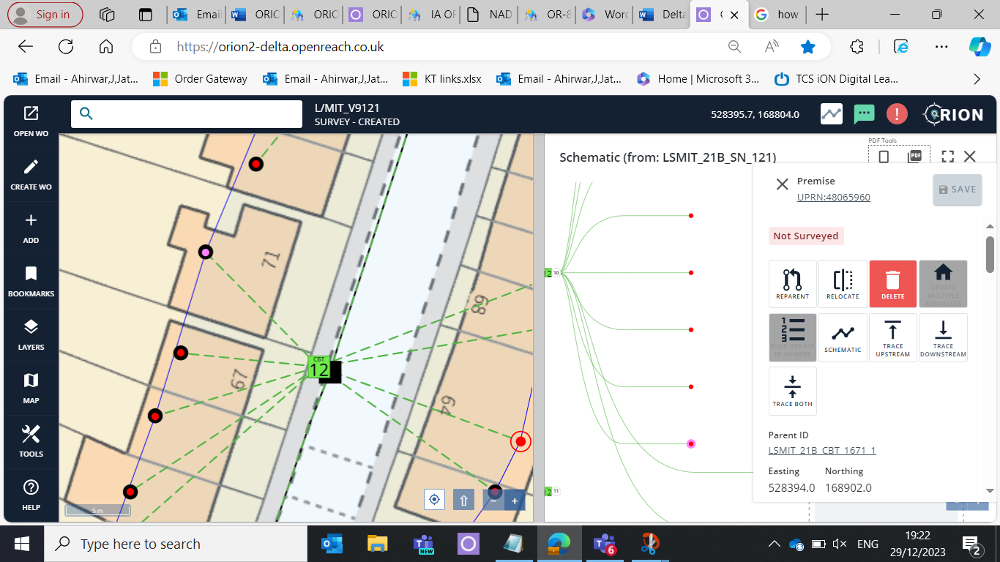 Sign in
Email
ORIC
ORIC
ORIC
IA OF
NAD
OR-8
Word
Delta
how
https://orion2-delta.openreach.co.uk
Email - Ahirwar,J,Jat...
Order Gateway
Email - Ahirwar,J,Jat...
KT links.xlsx
Email - Ahirwar,J,Jat...
Home | Microsoft 3...
TCS iON Digital Lea...
OPEN WO
CREATE WO
ADD
BOOKMARKS
LAYERS
MAP
TOOLS
HELP
L/MIT_V9121
SURVEY - CREATED
528395.7, 168804.0
ORION
71
67
68
64
CBT
12
5 m
PDF Tools
Schematic (from: LSMIT_21B_SN_121)
PDF
12 10
12 11
Premise
UPRN:48065960
SAVE
Not Surveyed
REPARENT
RELOCATE
DELETE
UPDATE MULTIPLE ADDRESSES
BULK UPDATE TF NUMBER
SCHEMATIC
TRACE UPSTREAM
TRACE DOWNSTREAM
TRACE BOTH
Parent ID
LSMIT_21B_CBT_1671_1
Easting Northing
528394.0 168902.0
Type here to search
NEW
6
ENG
19:22
29/12/2023
2